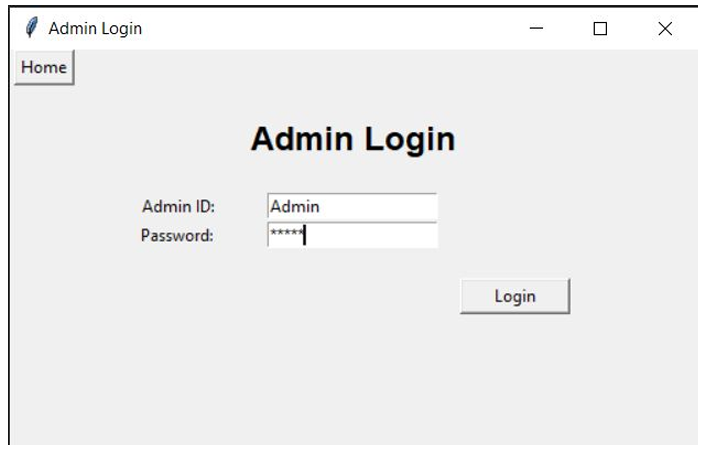 Admin Login
Home
Admin Login
Admin ID: Admin
Password: *****
Login